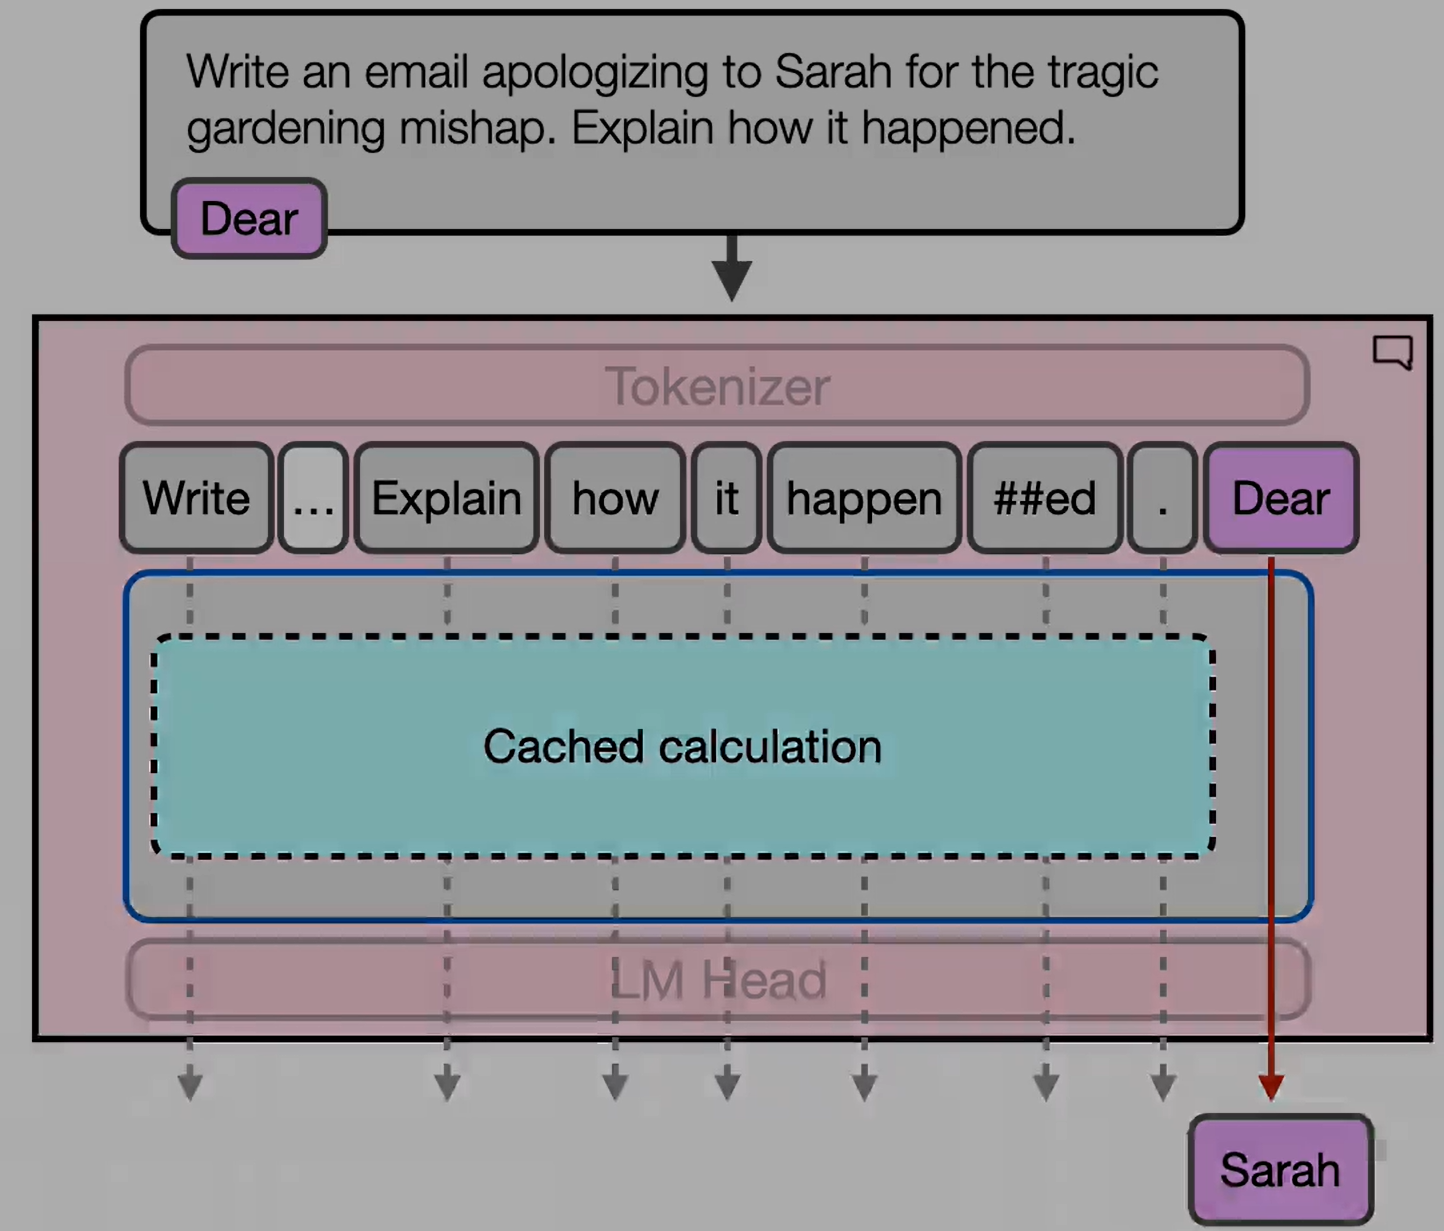 Write an email apologizing to Sarah for the tragic
gardening mishap. Explain how it happened.
Dear
Tokenizer
Write ... Explain how it happen ##ed . Dear
Cached calculation
LM Head
Sarah